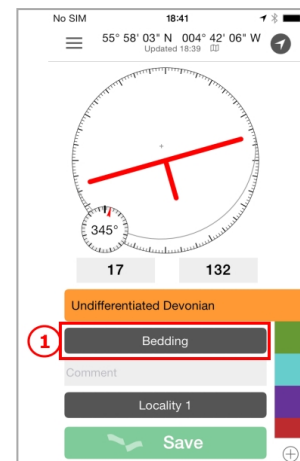 No SIM 18:41
55° 58' 03" N 004° 42' 06" W
Updated 18:39
345°
17 132
Undifferentiated Devonian
1 Bedding
Comment
Locality 1
Save